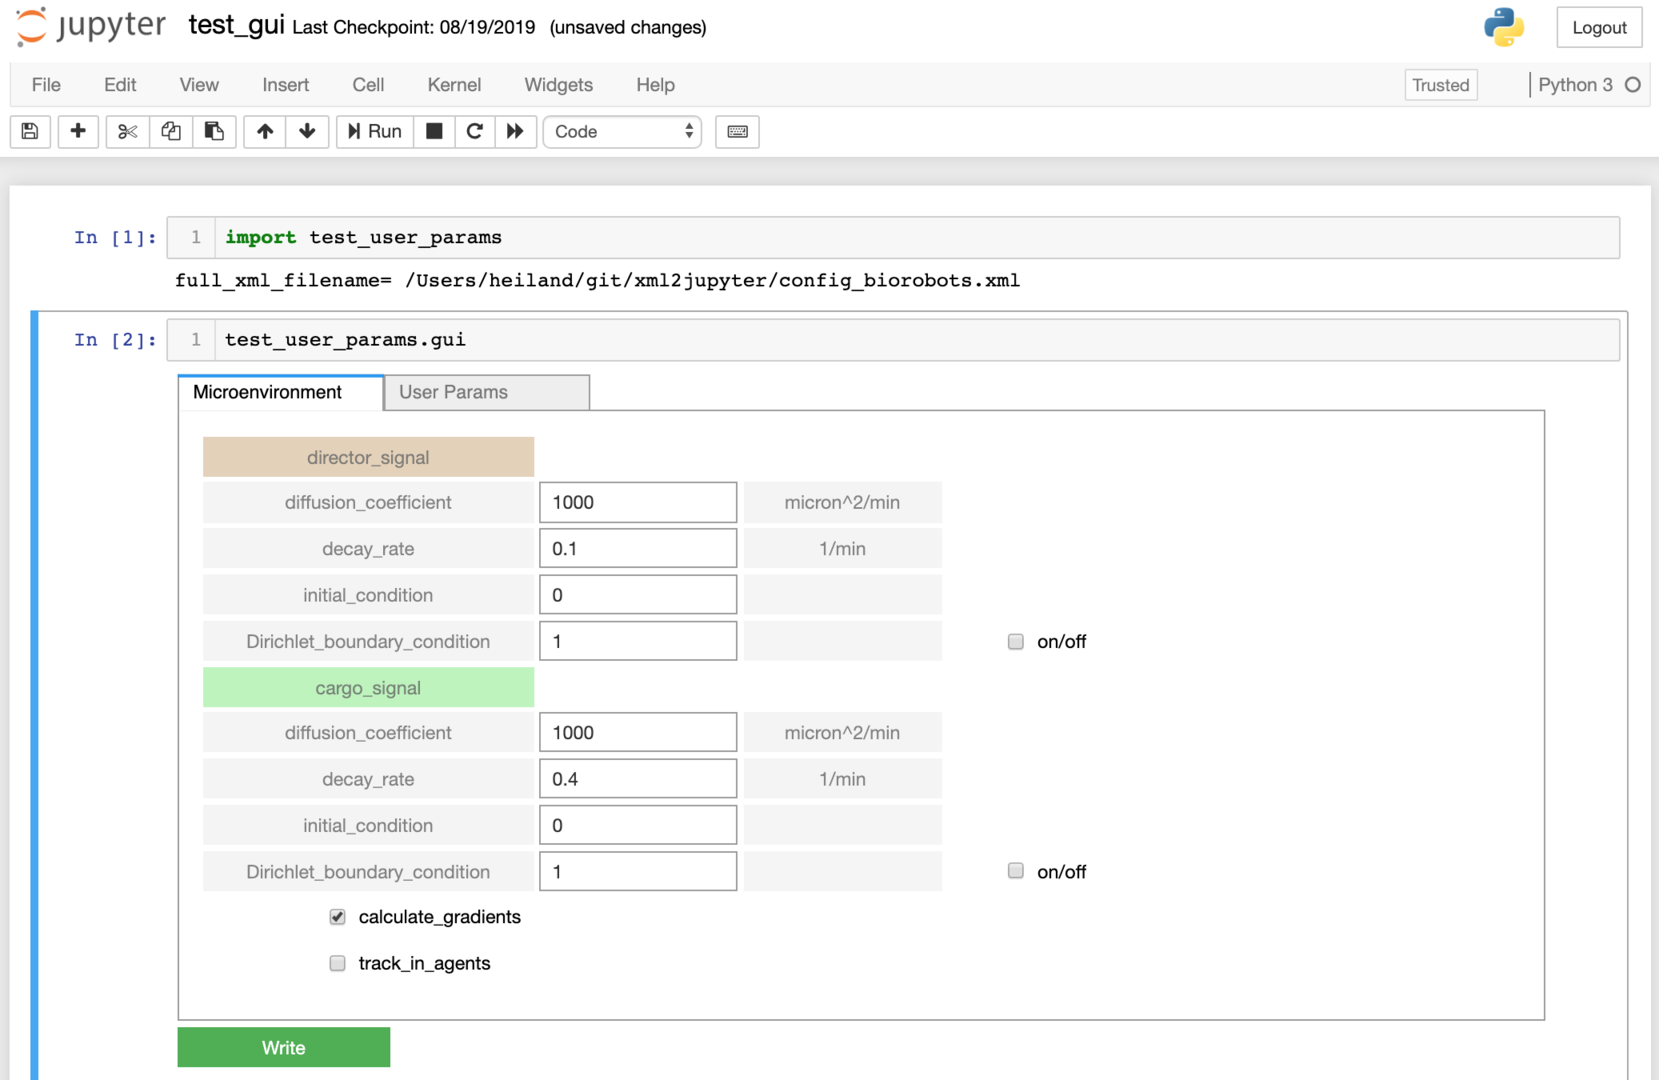 jupyter test_gui Last Checkpoint: 08/19/2019 (unsaved changes) Logout
File Edit View Insert Cell Kernel Widgets Help Trusted Python 3
Run Code
In [1]: 1 import test_user_params
full_xml_filename= /Users/heiland/git/xml2jupyter/config_biorobots.xml
In [2]: 1 test_user_params.gui
Microenvironment User Params
director_signal
diffusion_coefficient 1000 micron^2/min
decay_rate 0.1 1/min
initial_condition 0
Dirichlet_boundary_condition 1 on/off
cargo_signal
diffusion_coefficient 1000 micron^2/min
decay_rate 0.4 1/min
initial_condition 0
Dirichlet_boundary_condition 1 on/off
calculate_gradients
track_in_agents
Write